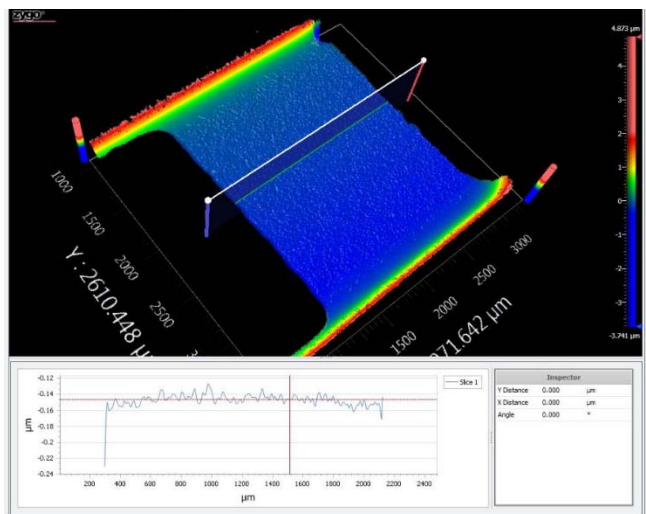 zygo
4.873 µm
4
3
2
1
0
-1
-2
-3
-3.741 µm
1000
1500
2000
2500
Y: 2610.448 µ
1500
2000
2500
3000
971.642 µm
-0.12
-0.14
-0.16
-0.18
-0.2
-0.22
-0.24
µm
200 400 600 800 1000 1200 1400 1600 1800 2000 2200 2400
µm
Slice 1
Inspector
Y Distance 0.000 µm
X Distance 0.000 µm
Angle 0.000 °